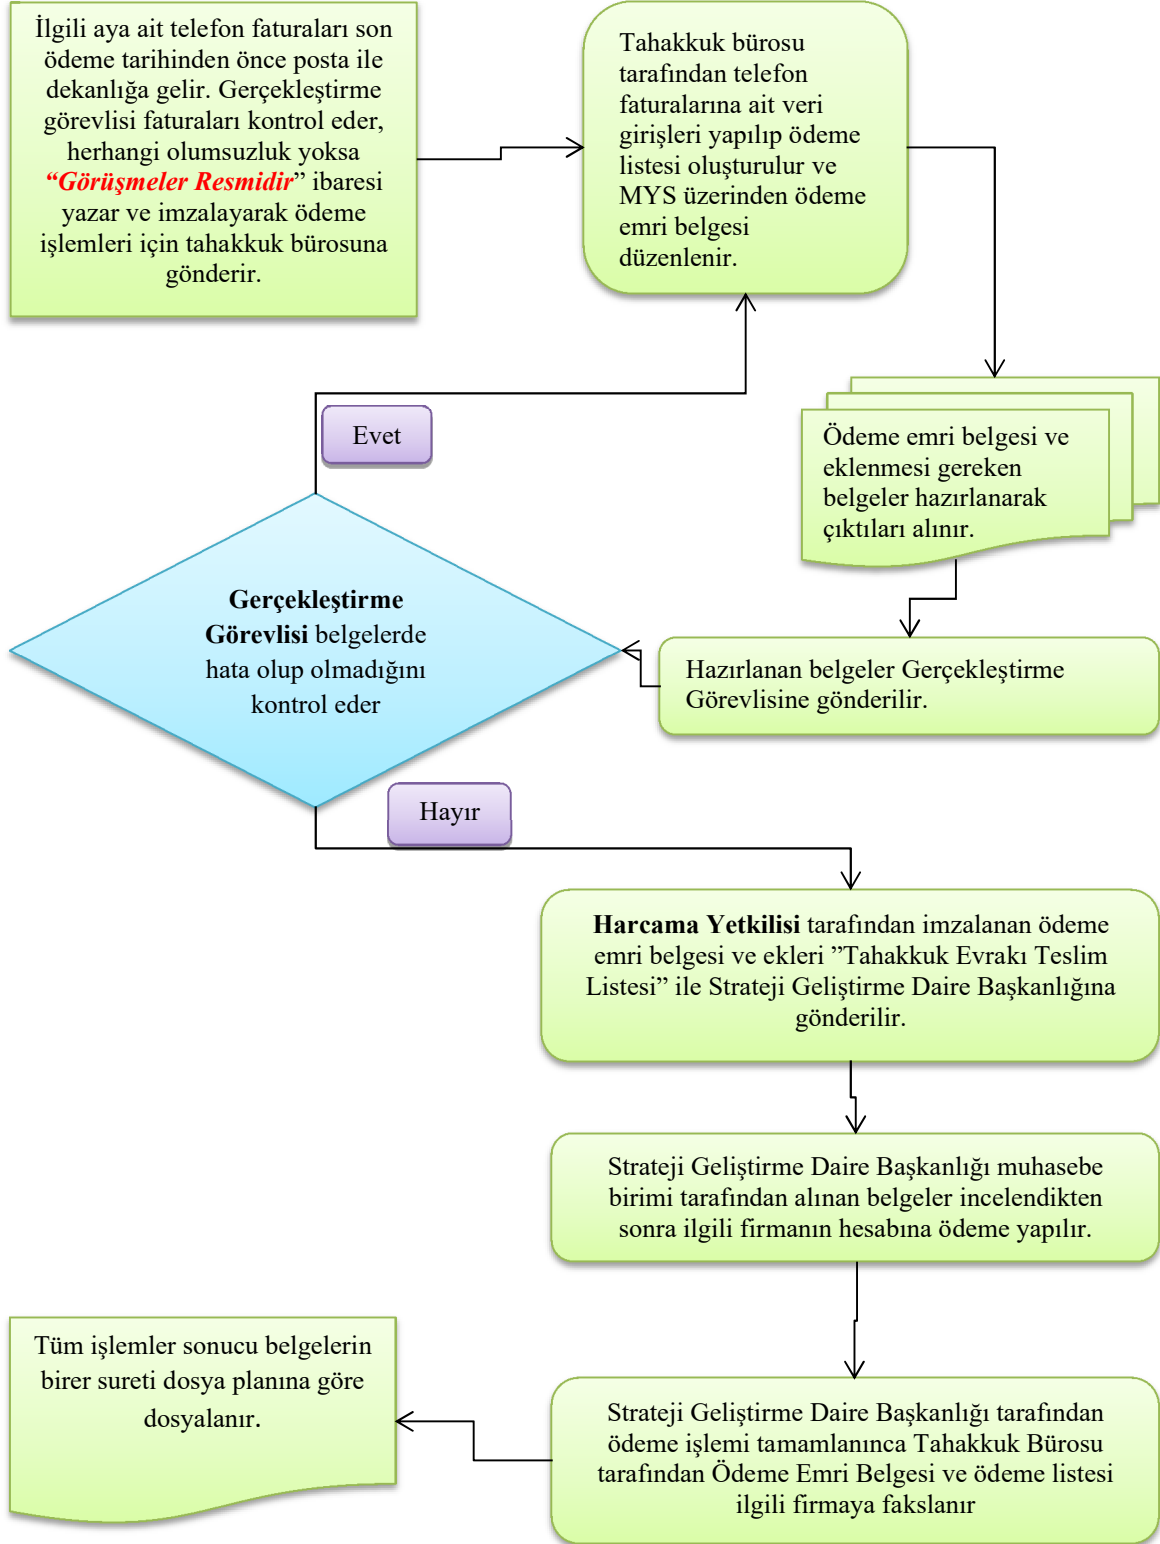 İlgili aya ait telefon faturaları son
ödeme tarihinden önce posta ile
dekanlığa gelir. Gerçekleştirme
görevlisi faturaları kontrol eder,
herhangi olumsuzluk yoksa
“Görüşmeler Resmidir” ibaresi
yazar ve imzalayarak ödeme
işlemleri için tahakkuk bürosuna
gönderir.
Tahakkuk bürosu
tarafından telefon
faturalarına ait veri
girişleri yapılıp ödeme
listesi oluşturulur ve
MYS üzerinden ödeme
emri belgesi
düzenlenir.
Ödeme emri belgesi ve
eklenmesi gereken
belgeler hazırlanarak
çıktıları alınır.
Hazırlanan belgeler Gerçekleştirme
Görevlisine gönderilir.
Gerçekleştirme
Görevlisi belgelerde
hata olup olmadığını
kontrol eder
Evet
Hayır
Harcama Yetkilisi tarafından imzalanan ödeme
emri belgesi ve ekleri ”Tahakkuk Evrakı Teslim
Listesi” ile Strateji Geliştirme Daire Başkanlığına
gönderilir.
Strateji Geliştirme Daire Başkanlığı muhasebe
birimi tarafından alınan belgeler incelendikten
sonra ilgili firmanın hesabına ödeme yapılır.
Strateji Geliştirme Daire Başkanlığı tarafından
ödeme işlemi tamamlanınca Tahakkuk Bürosu
tarafından Ödeme Emri Belgesi ve ödeme listesi
ilgili firmaya fakslanır
Tüm işlemler sonucu belgelerin
birer sureti dosya planına göre
dosyalanır.